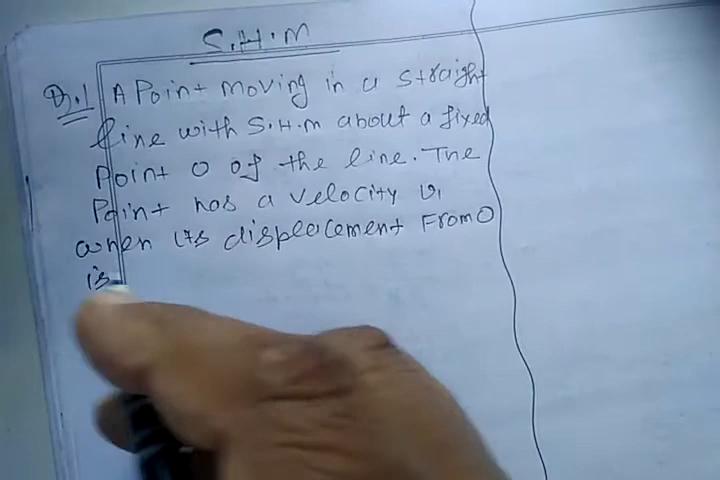 S.H.M
Q.1 A Point moving in a straight
line with S.H.M about a fixed
Point O of the line. The
Point has a velocity v₁
when its displacement From O
is